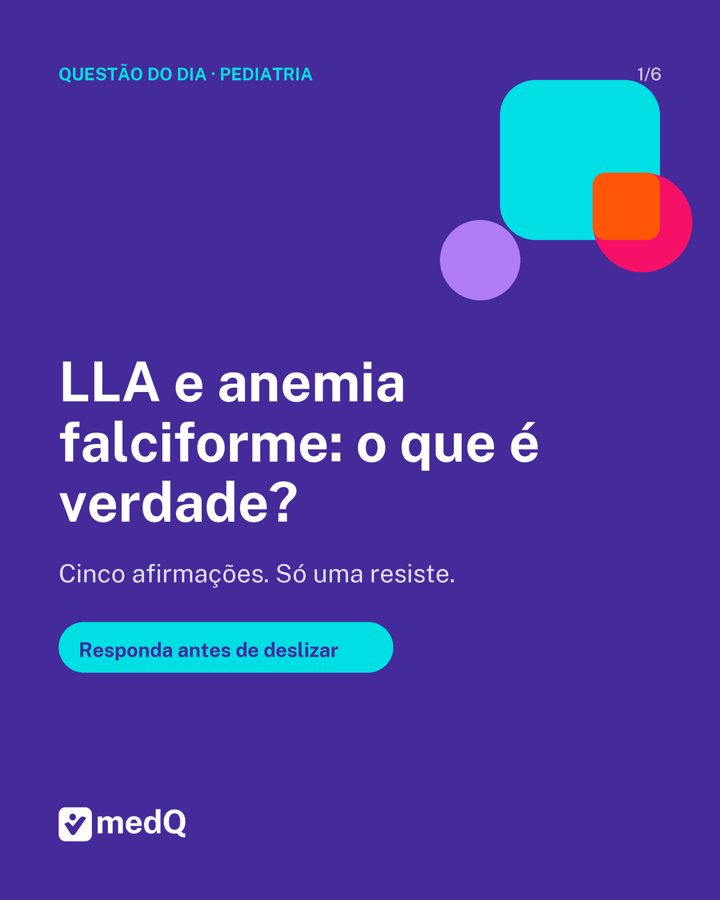 QUESTÃO DO DIA · PEDIATRIA
1/6
LLA e anemia
falciforme: o que é
verdade?
Cinco afirmações. Só uma resiste.
Responda antes de deslizar
medQ